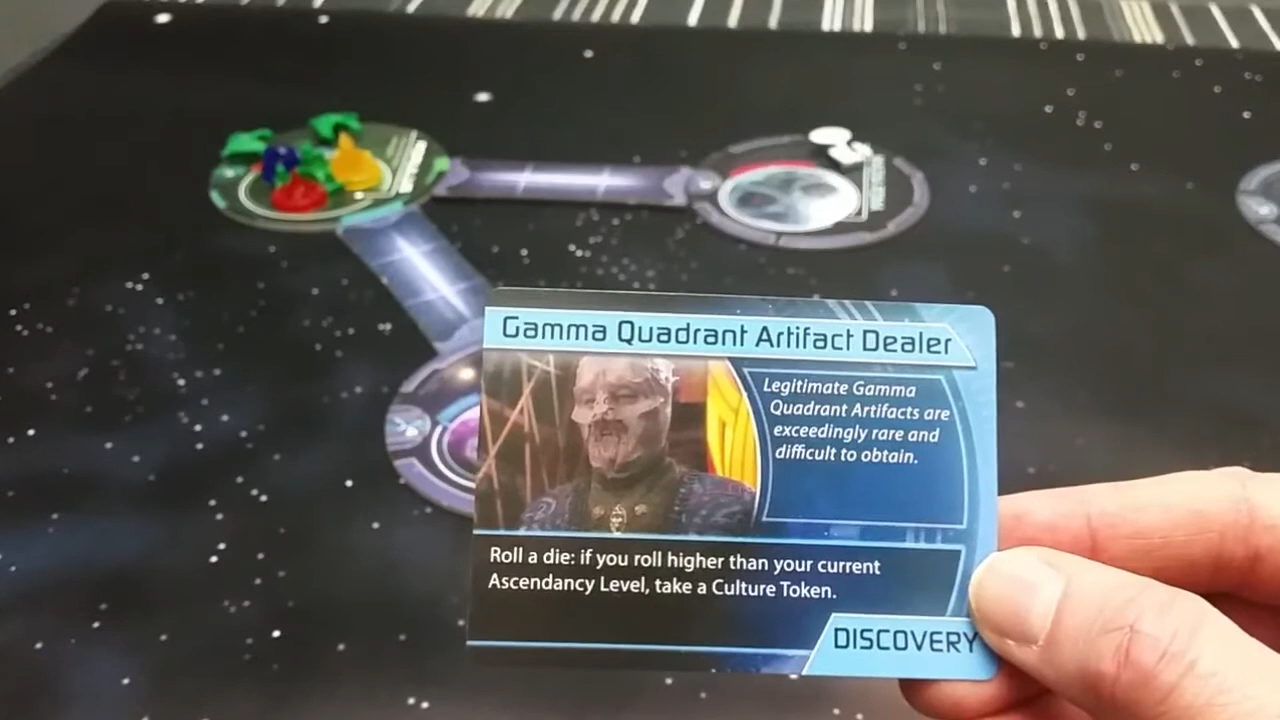 Gamma Quadrant Artifact Dealer
Legitimate Gamma
Quadrant Artifacts are
exceedingly rare and
difficult to obtain.
Roll a die: if you roll higher than your current
Ascendancy Level, take a Culture Token.
DISCOVERY